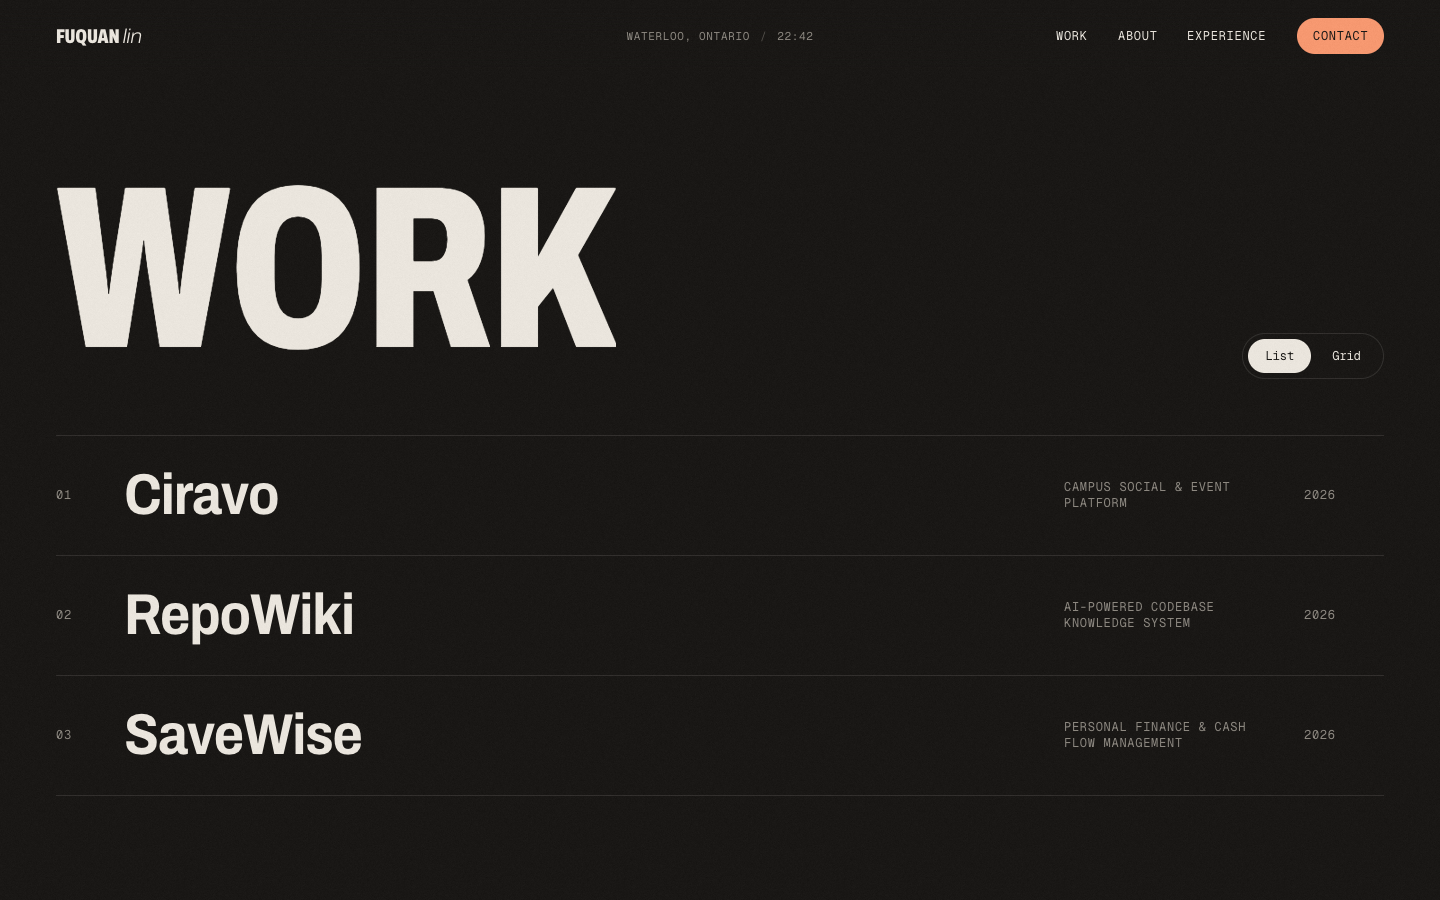 FUQUAN lin
WATERLOO, ONTARIO / 22:42
WORK
ABOUT
EXPERIENCE
CONTACT
WORK
List
Grid
01
Ciravo
CAMPUS SOCIAL & EVENT
PLATFORM
2026
02
RepoWiki
AI-POWERED CODEBASE
KNOWLEDGE SYSTEM
2026
03
SaveWise
PERSONAL FINANCE & CASH
FLOW MANAGEMENT
2026